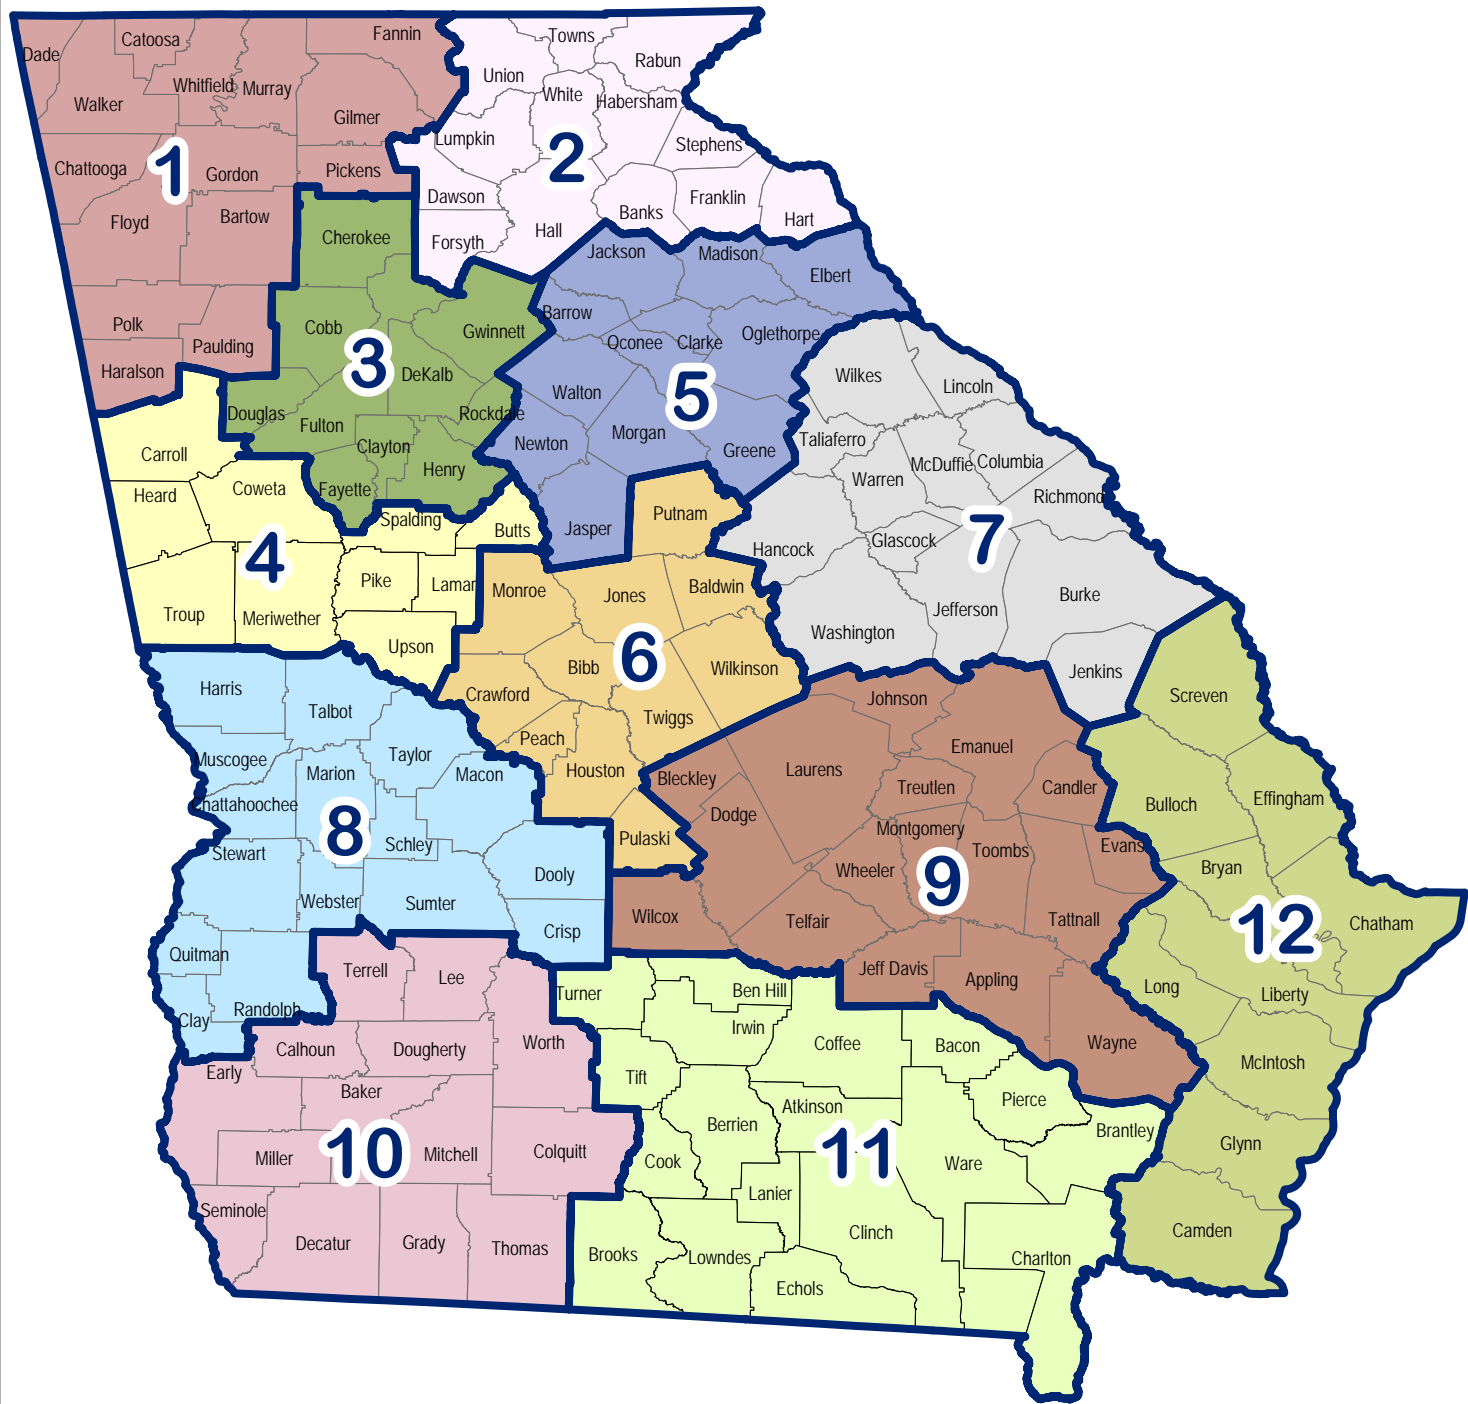 Dade
Catoosa
Fannin
Walker
Whitfield
Murray
Gilmer
Chattooga
1
Gordon
Pickens
Floyd
Bartow
Polk
Paulding
Haralson
Towns
Rabun
Union
White
Habersham
Lumpkin
2
Stephens
Dawson
Banks
Franklin
Hart
Forsyth
Hall
Cherokee
Cobb
3
Gwinnett
DeKalb
Douglas
Fulton
Rockdale
Clayton
Henry
Fayette
Carroll
Heard
Coweta
Spalding
Butts
4
Pike
Lamar
Troup
Meriwether
Upson
Jackson
Madison
Elbert
Barrow
Oconee
Clarke
Oglethorpe
Walton
5
Newton
Morgan
Greene
Jasper
Putnam
Monroe
Jones
Baldwin
Bibb
6
Wilkinson
Crawford
Twiggs
Peach
Houston
Pulaski
Wilkes
Lincoln
Taliaferro
Warren
McDuffie
Columbia
Richmond
Hancock
Glascock
7
Jefferson
Burke
Washington
Jenkins
Harris
Talbot
Muscogee
Marion
Taylor
Macon
Chattahoochee
8
Stewart
Schley
Dooly
Webster
Sumter
Crisp
Quitman
Clay
Randolph
Johnson
Emanuel
Bleckley
Laurens
Treutlen
Candler
Dodge
Montgomery
Toombs
Evans
Wheeler
9
Wilcox
Telfair
Tattnall
Jeff Davis
Appling
Wayne
Terrell
Lee
Calhoun
Dougherty
Worth
Early
Baker
Miller
10
Mitchell
Colquitt
Seminole
Decatur
Grady
Thomas
Turner
Ben Hill
Irwin
Coffee
Bacon
Tift
Atkinson
Pierce
Berrien
Brantley
Cook
11
Ware
Lanier
Brooks
Lowndes
Clinch
Charlton
Echols
Screven
Bulloch
Effingham
Bryan
12
Chatham
Long
Liberty
McIntosh
Glynn
Camden